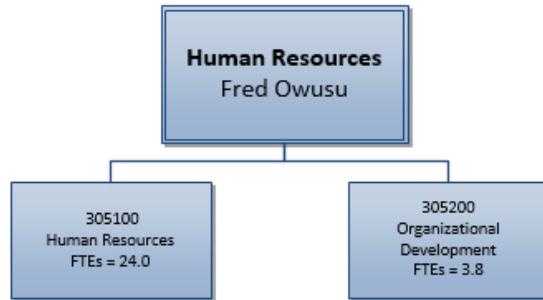 Human Resources
Fred Owusu
305100
Human Resources
FTEs = 24.0
305200
Organizational
Development
FTEs = 3.8